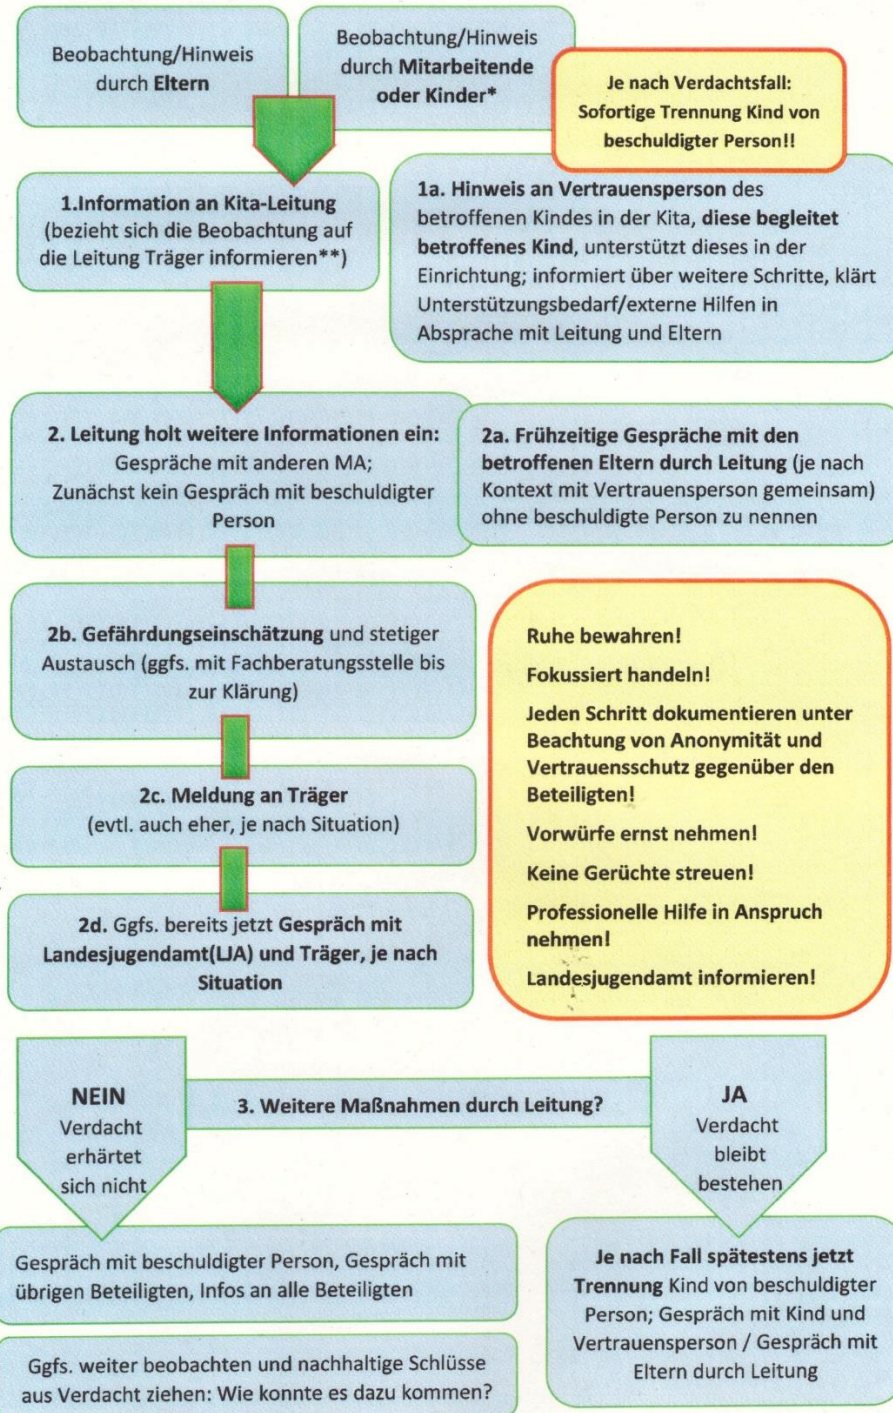 Beobachtung/Hinweis
durch Eltern
Beobachtung/Hinweis
durch Mitarbeitende
oder Kinder*
Je nach Verdachtsfall:
Sofortige Trennung Kind von
beschuldigter Person!!
1.Information an Kita-Leitung
(bezieht sich die Beobachtung auf
die Leitung Träger informieren**)
1a. Hinweis an Vertrauensperson des
betroffenen Kindes in der Kita, diese begleitet
betroffenes Kind, unterstützt dieses in der
Einrichtung; informiert über weitere Schritte, klärt
Unterstützungsbedarf/externe Hilfen in
Absprache mit Leitung und Eltern
2. Leitung holt weitere Informationen ein:
Gespräche mit anderen MA;
Zunächst kein Gespräch mit beschuldigter
Person
2a. Frühzeitige Gespräche mit den
betroffenen Eltern durch Leitung (je nach
Kontext mit Vertrauensperson gemeinsam)
ohne beschuldigte Person zu nennen
2b. Gefährdungseinschätzung und stetiger
Austausch (ggfs. mit Fachberatungsstelle bis
zur Klärung)
2c. Meldung an Träger
(evtl. auch eher, je nach Situation)
2d. Ggfs. bereits jetzt Gespräch mit
Landesjugendamt(LJA) und Träger, je nach
Situation
Ruhe bewahren!
Fokussiert handeln!
Jeden Schritt dokumentieren unter
Beachtung von Anonymität und
Vertrauensschutz gegenüber den
Beteiligten!
Vorwürfe ernst nehmen!
Keine Gerüchte streuen!
Professionelle Hilfe in Anspruch
nehmen!
Landesjugendamt informieren!
NEIN
Verdacht
erhärtet
sich nicht
3. Weitere Maßnahmen durch Leitung?
JA
Verdacht
bleibt
bestehen
Gespräch mit beschuldigter Person, Gespräch mit
übrigen Beteiligten, Infos an alle Beteiligten
Ggfs. weiter beobachten und nachhaltige Schlüsse
aus Verdacht ziehen: Wie konnte es dazu kommen?
Je nach Fall spätestens jetzt
Trennung Kind von beschuldigter
Person; Gespräch mit Kind und
Vertrauensperson / Gespräch mit
Eltern durch Leitung